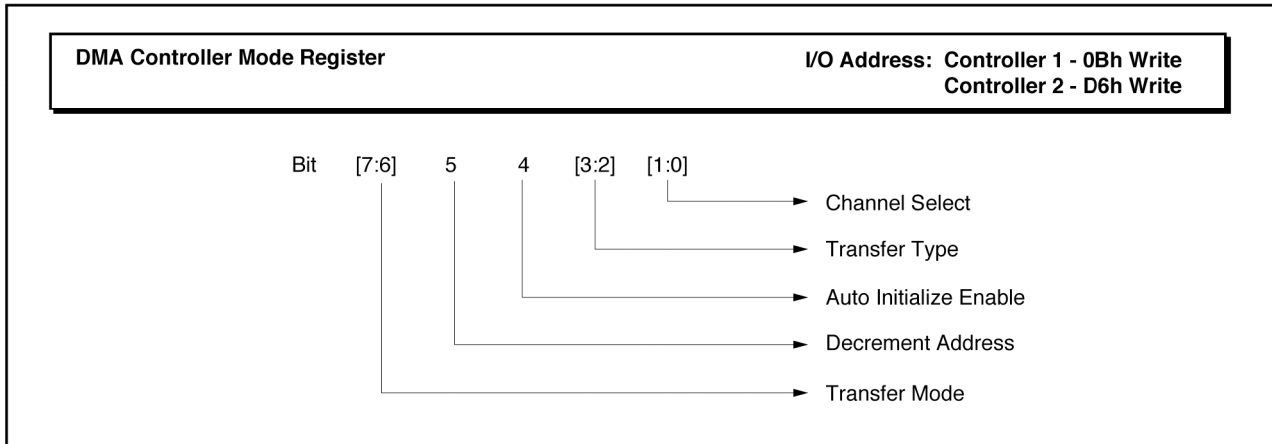 DMA Controller Mode Register
I/O Address: Controller 1 - 0Bh Write
Controller 2 - D6h Write
Bit [7:6] 5 4 [3:2] [1:0]
Channel Select
Transfer Type
Auto Initialize Enable
Decrement Address
Transfer Mode